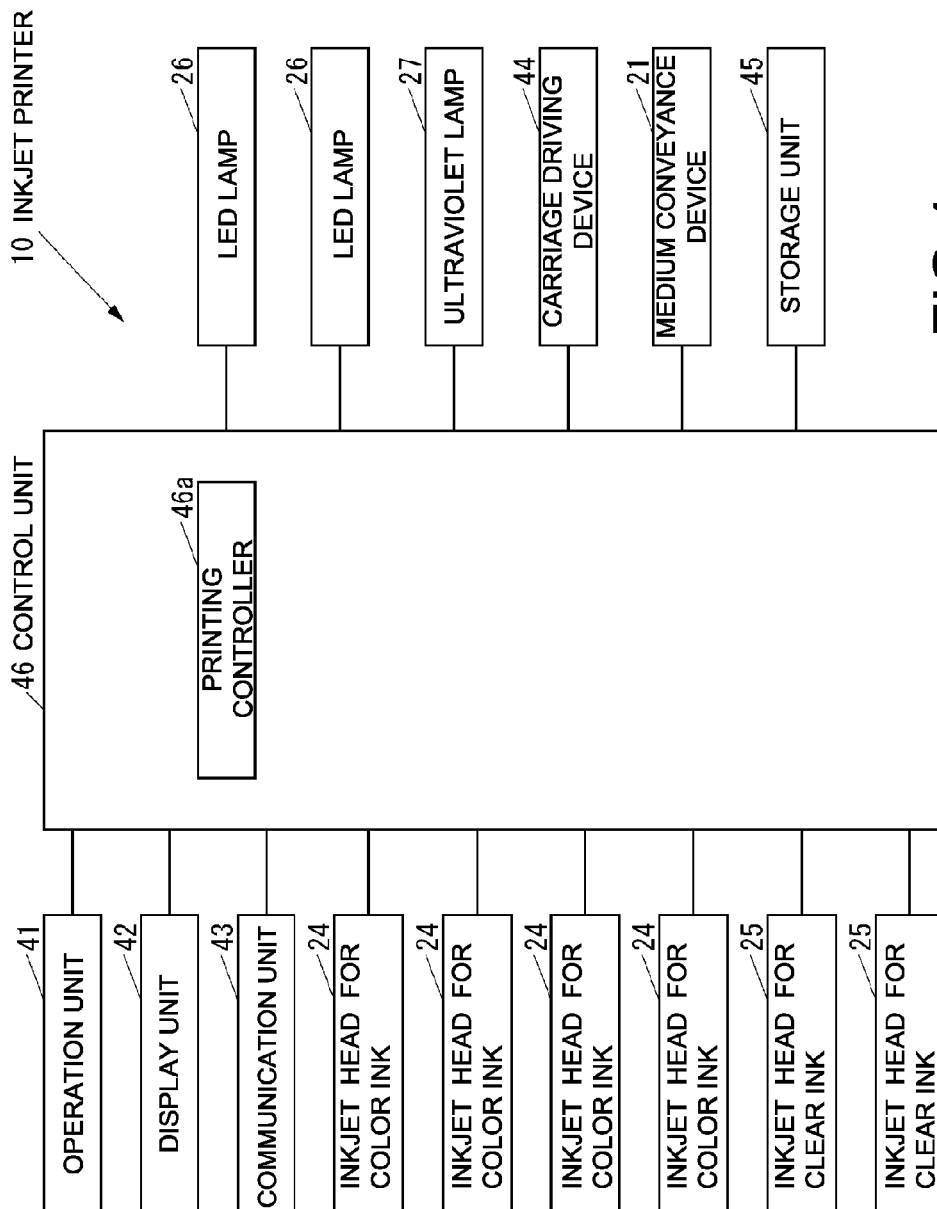 10 INKJET PRINTER
46 CONTROL UNIT
41
OPERATION UNIT
42
DISPLAY UNIT
43
COMMUNICATION UNIT
24
INKJET HEAD FOR
COLOR INK
24
INKJET HEAD FOR
COLOR INK
24
INKJET HEAD FOR
COLOR INK
24
INKJET HEAD FOR
COLOR INK
25
INKJET HEAD FOR
CLEAR INK
25
INKJET HEAD FOR
CLEAR INK
46a
PRINTING
CONTROLLER
26
LED LAMP
26
LED LAMP
27
ULTRAVIOLET LAMP
44
CARRIAGE DRIVING
DEVICE
21
MEDIUM CONVEYANCE
DEVICE
45
STORAGE UNIT